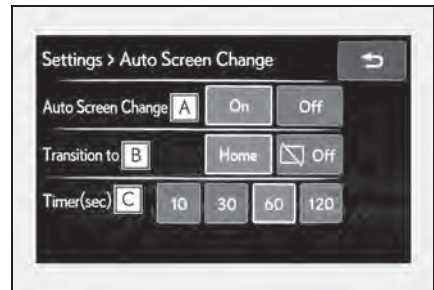 Settings > Auto Screen Change
Auto Screen Change A On Off
Transition to B Home Off
Timer(sec) C 10 30 60 120